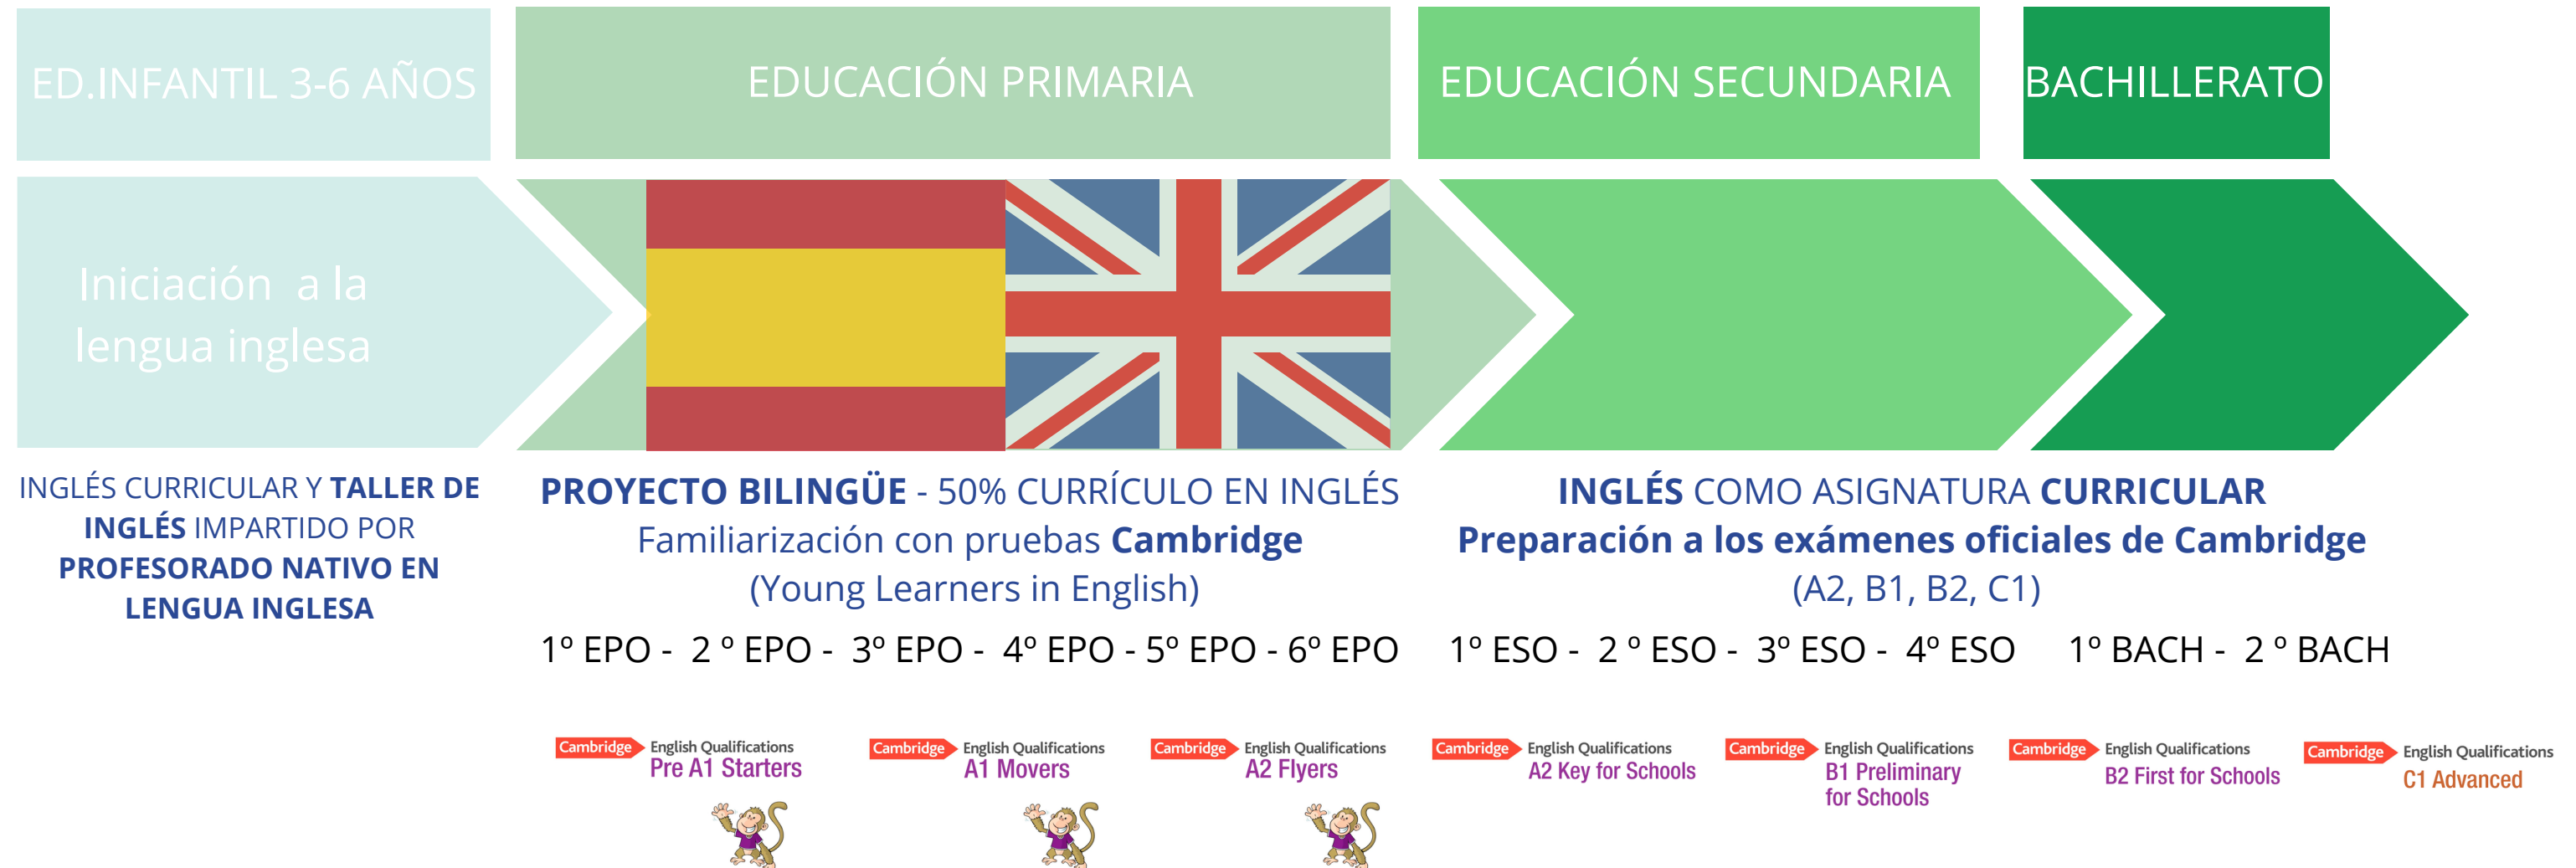 ED.INFANTIL 3-6 AÑOS
EDUCACIÓN PRIMARIA
EDUCACIÓN SECUNDARIA
BACHILLERATO
Iniciación a la
lengua inglesa
INGLÉS CURRICULAR Y TALLER DE
INGLÉS IMPARTIDO POR
PROFESORADO NATIVO EN
LENGUA INGLESA
PROYECTO BILINGÜE - 50% CURRÍCULO EN INGLÉS
Familiarización con pruebas Cambridge
(Young Learners in English)
1º EPO - 2 º EPO - 3º EPO - 4º EPO - 5º EPO - 6º EPO
INGLÉS COMO ASIGNATURA CURRICULAR
Preparación a los exámenes oficiales de Cambridge
(A2, B1, B2, C1)
1º ESO - 2 º ESO - 3º ESO - 4º ESO
1º BACH - 2 º BACH
Cambridge English Qualifications
Pre A1 Starters
Cambridge English Qualifications
A1 Movers
Cambridge English Qualifications
A2 Flyers
Cambridge English Qualifications
A2 Key for Schools
Cambridge English Qualifications
B1 Preliminary
for Schools
Cambridge English Qualifications
B2 First for Schools
Cambridge English Qualifications
C1 Advanced